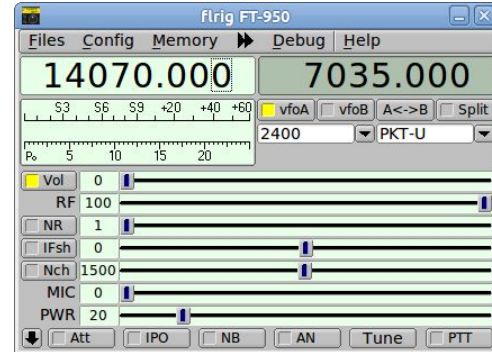 flrig FT-950
Files Config Memory Debug Help
14070.000 7035.000
S3 S6 S9 +20 +40 +60
vfoA vfoB A<->B Split
2400 PKT-U
Po 5 10 15 20
Vol 0
RF 100
NR 1
IFsh 0
Nch 1500
MIC 0
PWR 20
Att IPO NB AN Tune PTT